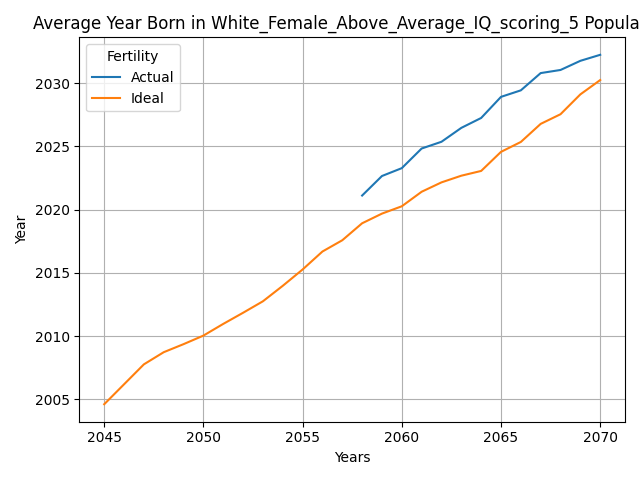 Average Year Born in White_Female_Above_Average_IQ_scoring_5 Popula
Fertility
Actual
Ideal
2030
2025
2020
2015
2010
2005
Year
2045 2050 2055 2060 2065 2070
Years